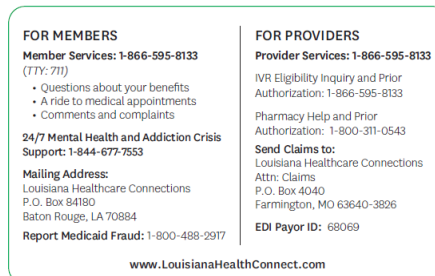 FOR MEMBERS
Member Services: 1-866-595-8133
(TTY: 711)
• Questions about your benefits
• A ride to medical appointments
• Comments and complaints
24/7 Mental Health and Addiction Crisis
Support: 1-844-677-7553
Mailing Address:
Louisiana Healthcare Connections
P.O. Box 84180
Baton Rouge, LA 70884
Report Medicaid Fraud: 1-800-488-2917
FOR PROVIDERS
Provider Services: 1-866-595-8133
IVR Eligibility Inquiry and Prior
Authorization: 1-866-595-8133
Pharmacy Help and Prior
Authorization: 1-800-311-0543
Send Claims to:
Louisiana Healthcare Connections
Attn: Claims
P.O. Box 4040
Farmington, MO 63640-3826
EDI Payor ID: 68069
www.LouisianaHealthConnect.com